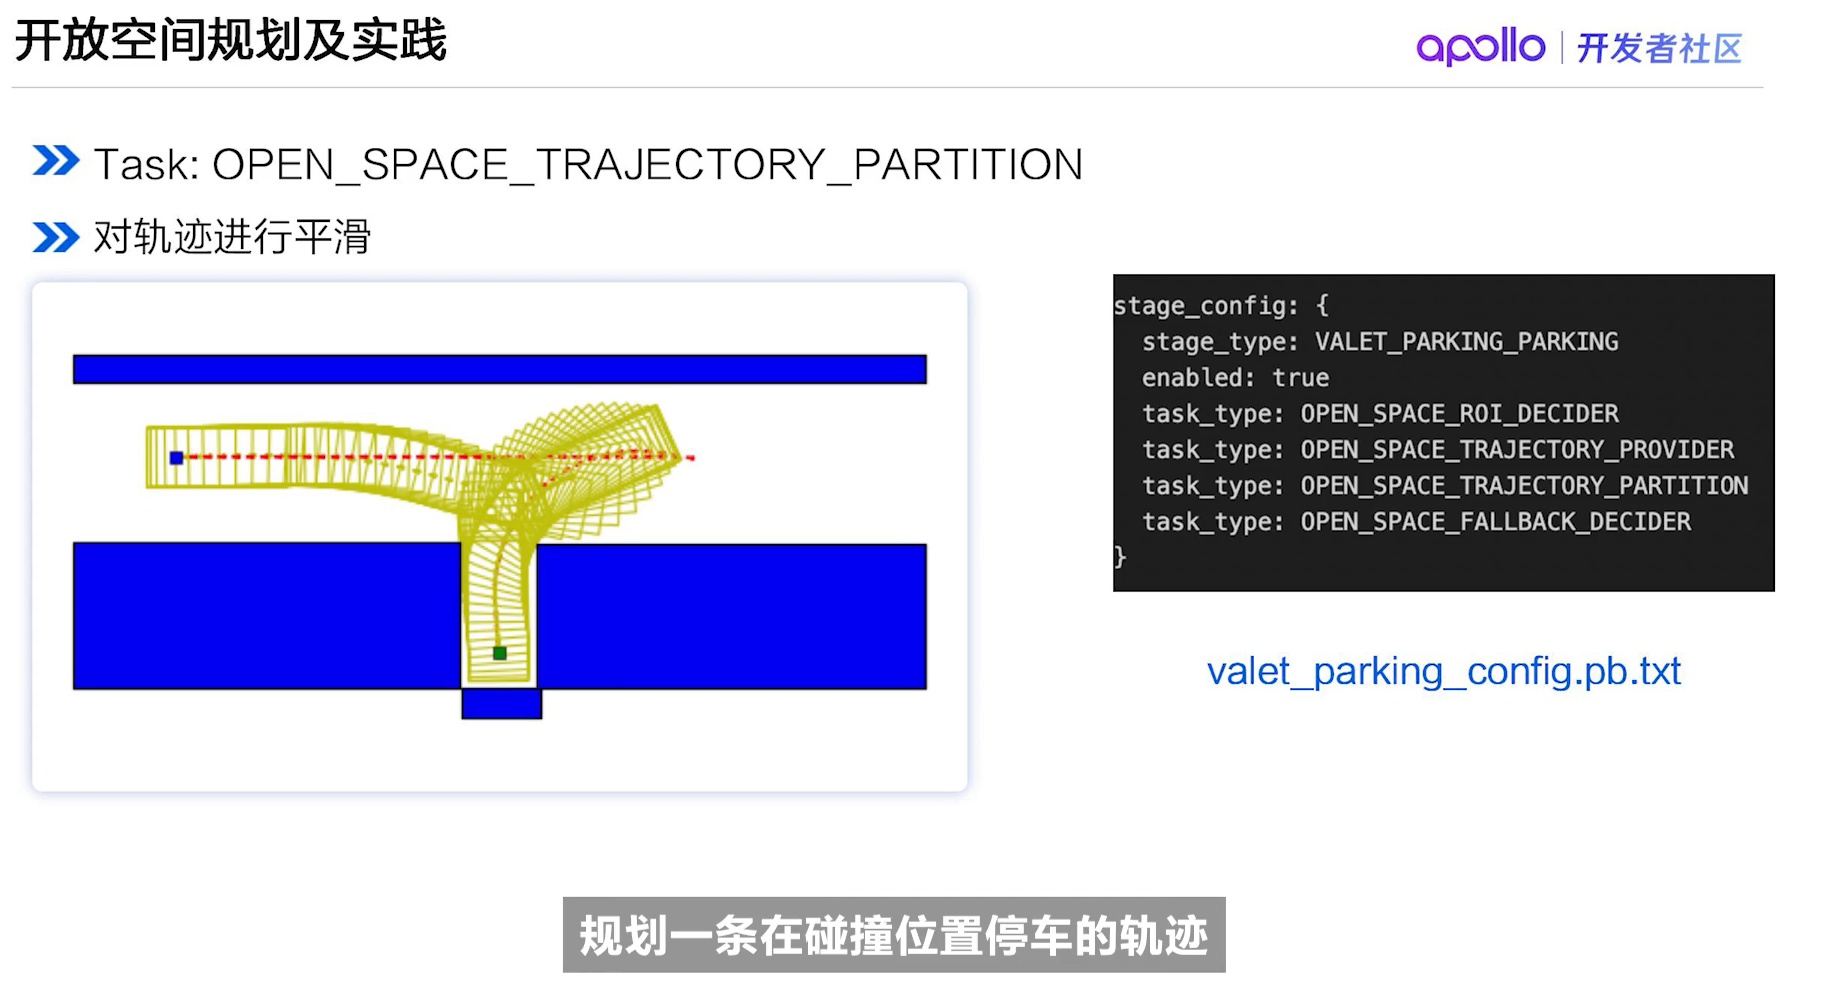 开放空间规划及实践
apollo | 开发者社区
Task: OPEN_SPACE_TRAJECTORY_PARTITION
对轨迹进行平滑
stage_config: {
stage_type: VALET_PARKING_PARKING
enabled: true
task_type: OPEN_SPACE_ROI_DECIDER
task_type: OPEN_SPACE_TRAJECTORY_PROVIDER
task_type: OPEN_SPACE_TRAJECTORY_PARTITION
task_type: OPEN_SPACE_FALLBACK_DECIDER
}
valet_parking_config.pb.txt
规划一条在碰撞位置停车的轨迹